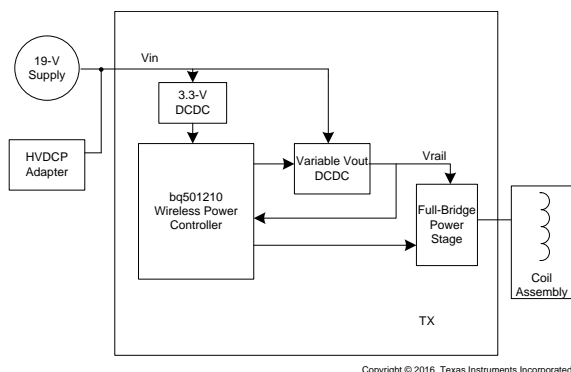 19-V
Supply
Vin
3.3-V
DCDC
HVDCP
Adapter
Variable Vout
DCDC
Vrail
bq501210
Wireless Power
Controller
Full-Bridge
Power
Stage
Coil
Assembly
TX
Copyright © 2016, Texas Instruments Incorporated